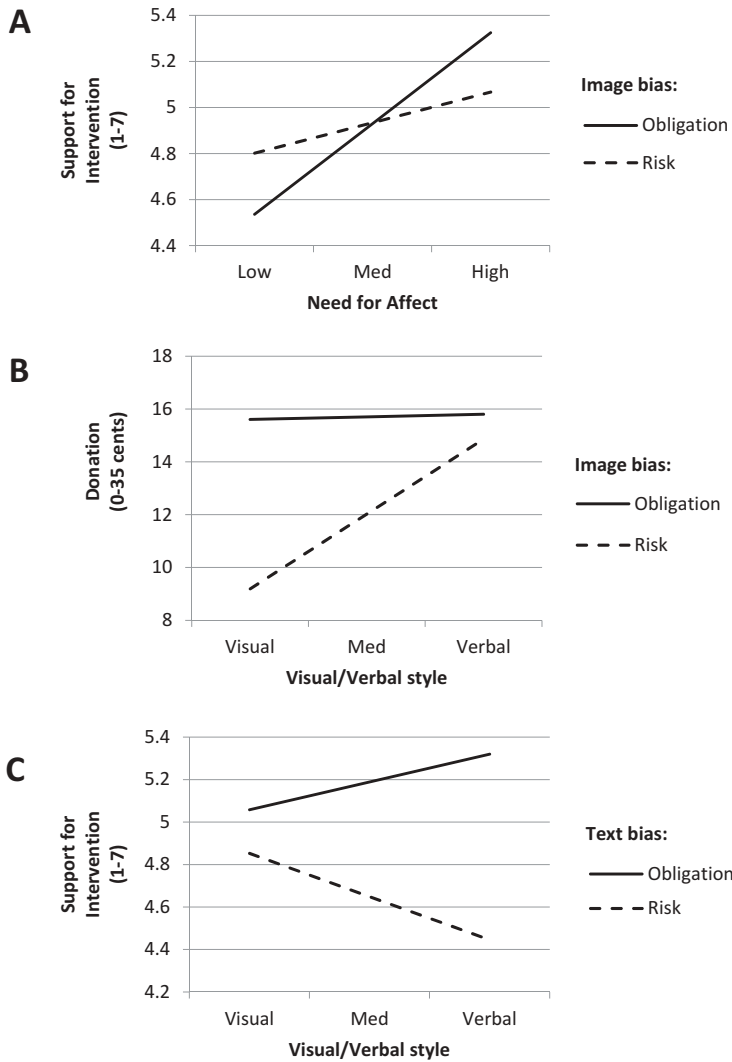 A
5.4
5.2
5
4.8
4.6
4.4
Support for
Intervention
(1-7)
Low Med High
Need for Affect
Image bias:
Obligation
Risk
B
18
16
14
12
10
8
Donation
(0-35 cents)
Visual Med Verbal
Visual/Verbal style
Image bias:
Obligation
Risk
C
5.4
5.2
5
4.8
4.6
4.4
4.2
Support for
Intervention
(1-7)
Visual Med Verbal
Visual/Verbal style
Text bias:
Obligation
Risk